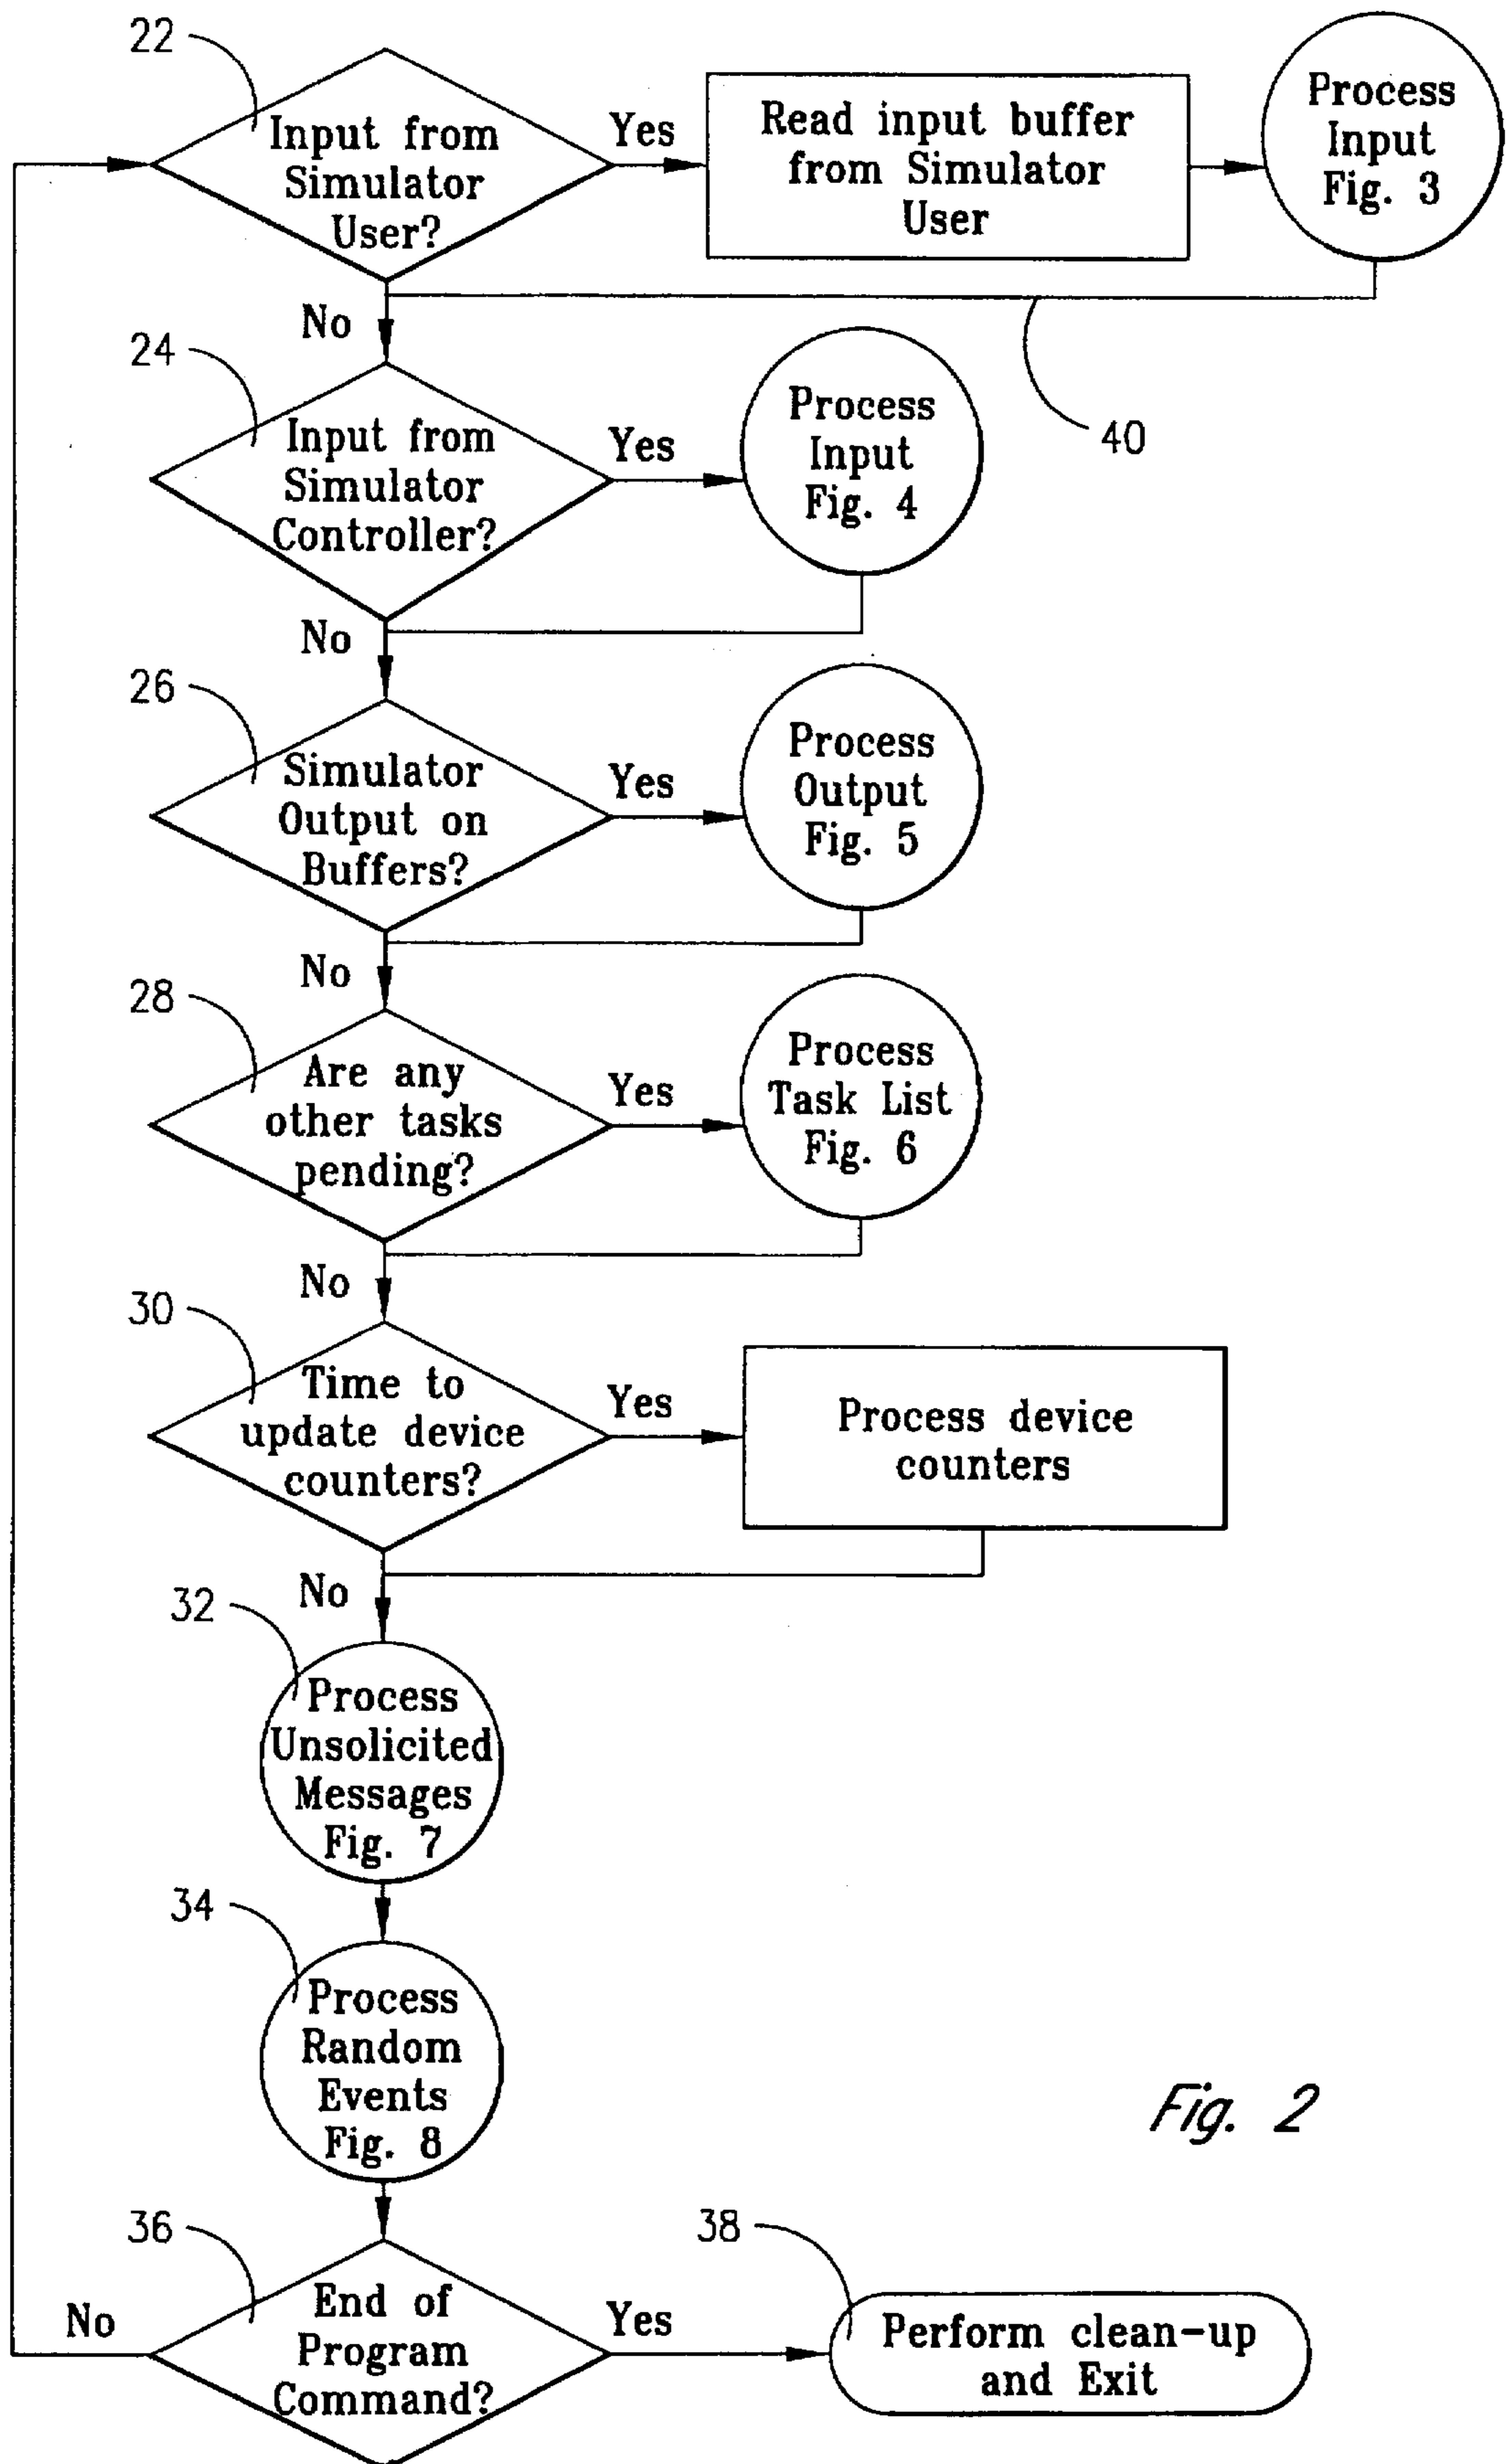 22
Input from
Simulator
User?
Yes
Read input buffer
from Simulator
User
Process
Input
Fig. 3
No
40
24
Input from
Simulator
Controller?
Yes
Process
Input
Fig. 4
No
26
Simulator
Output on
Buffers?
Yes
Process
Output
Fig. 5
No
28
Are any
other tasks
pending?
Yes
Process
Task List
Fig. 6
No
30
Time to
update device
counters?
Yes
Process device
counters
No
32
Process
Unsolicited
Messages
Fig. 7
34
Process
Random
Events
Fig. 8
Fig. 2
36
End of
Program
Command?
No
Yes
38
Perform clean-up
and Exit